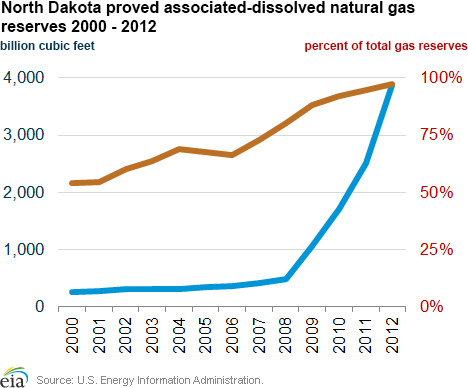 North Dakota proved associated-dissolved natural gas
reserves 2000 - 2012
billion cubic feet percent of total gas reserves
4,000 100%
3,000 75%
2,000 50%
1,000 25%
0 0%
2000 2001 2002 2003 2004 2005 2006 2007 2008 2009 2010 2011 2012
eia Source: U.S. Energy Information Administration.